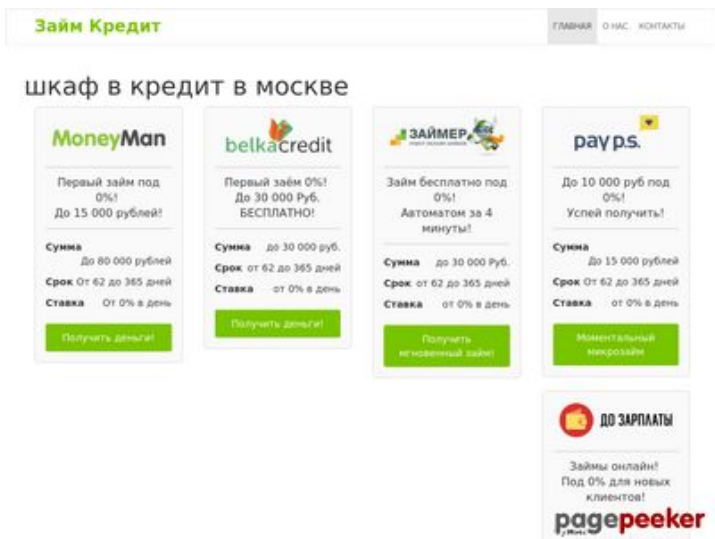 Займ Кредит
ГЛАВНАЯ О НАС КОНТАКТЫ
шкаф в кредит в москве
MoneyMan
Первый займ под
0%!
До 15 000 рублей!
Сумма
До 80 000 рублей
Срок От 62 до 365 дней
Ставка От 0% в день
Получить деньги!
belkacredit
Первый заём 0%!
До 30 000 Руб.
БЕСПЛАТНО!
Сумма до 30 000 руб.
Срок от 62 до 365 дней
Ставка от 0% в день
Получить деньги!
ЗАЙМЕР
Займ бесплатно под
0%!
Автоматом за 4
минуты!
Сумма до 30 000 Руб.
Срок от 62 до 365 дней
Ставка от 0% в день
Получить
мгновенный займ!
pay p.s.
До 10 000 руб под
0%!
Успей получить!
Сумма
До 15 000 рублей
Срок От 62 до 365 дней
Ставка от 0% в день
Моментальный
микрозайм
ДО ЗАРПЛАТЫ
Займы онлайн!
Под 0% для новых
клиентов!
pagepeeker